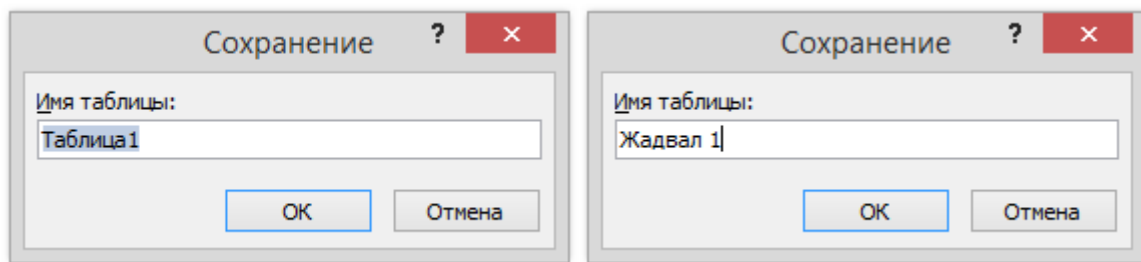 Сохранение ? ×
Имя таблицы:
Таблица1
ОК Отмена
Сохранение ? ×
Имя таблицы:
Жадвал 1
ОК Отмена